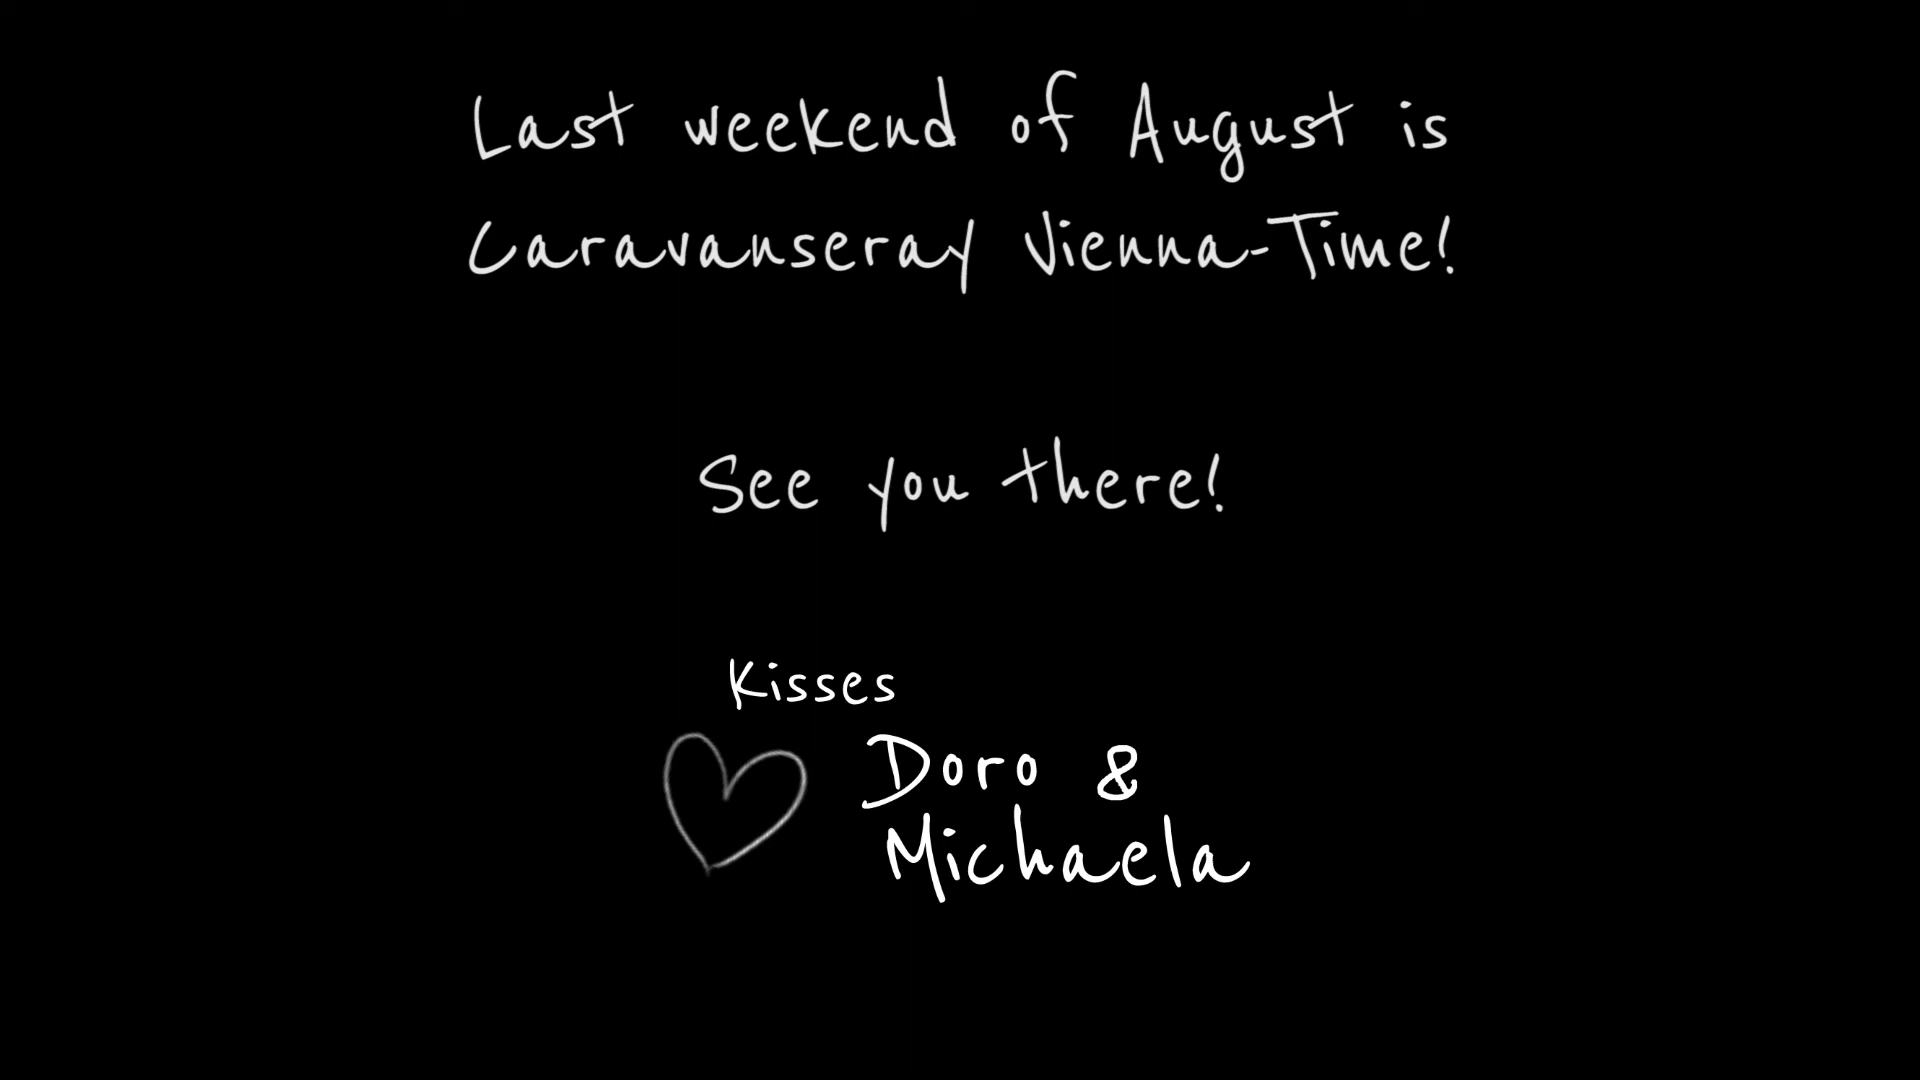 Last weekend of August is
Caravanseray Vienna-Time!
See you there!
Kisses
Doro &
Michaela